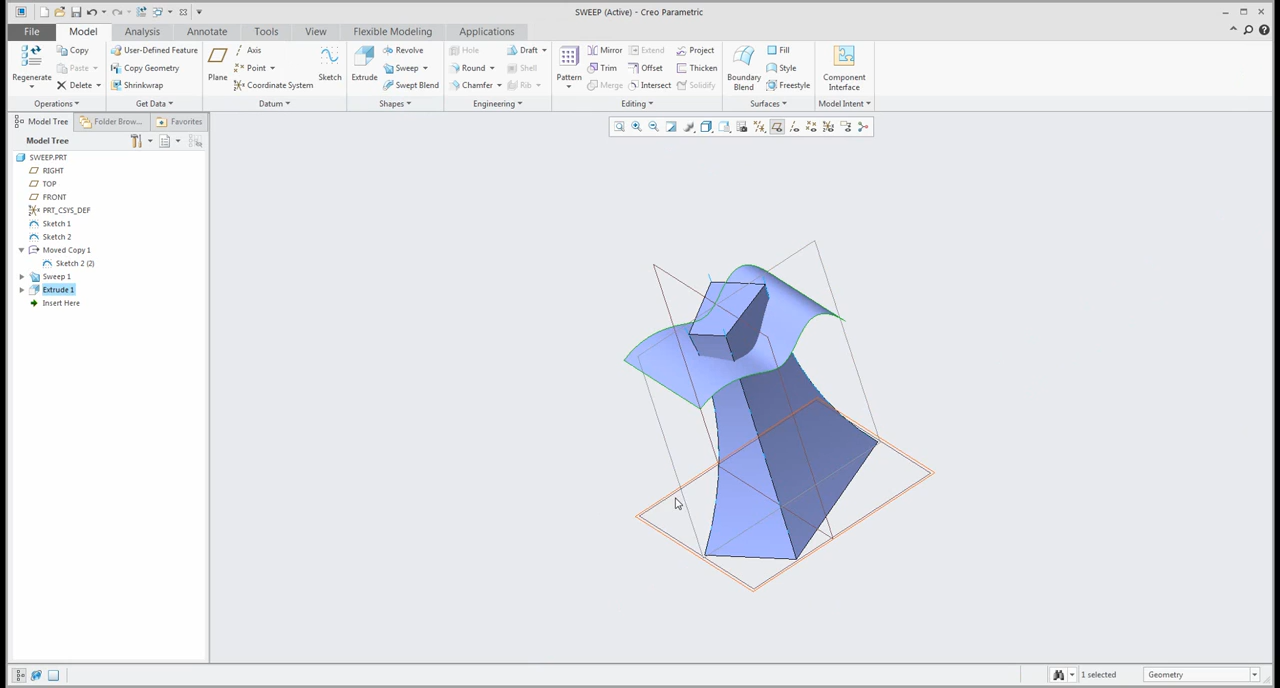 SWEEP (Active) - Creo Parametric
File Model Analysis Annotate Tools View Flexible Modeling Applications
Regenerate
Copy
Paste
Delete
Operations
User-Defined Feature
Copy Geometry
Shrinkwrap
Get Data
Plane
Axis
Point
Coordinate System
Sketch
Datum
Extrude
Revolve
Sweep
Swept Blend
Shapes
Hole
Round
Chamfer
Draft
Shell
Rib
Engineering
Pattern
Mirror
Trim
Merge
Extend
Offset
Intersect
Project
Thicken
Solidify
Editing
Boundary
Blend
Fill
Style
Freestyle
Surfaces
Component
Interface
Model Intent
Model Tree Folder Brow... Favorites
Model Tree
SWEEP.PRT
RIGHT
TOP
FRONT
PRT_CSYS_DEF
Sketch 1
Sketch 2
Moved Copy 1
Sketch 2 (2)
Sweep 1
Extrude 1
Insert Here
1 selected Geometry